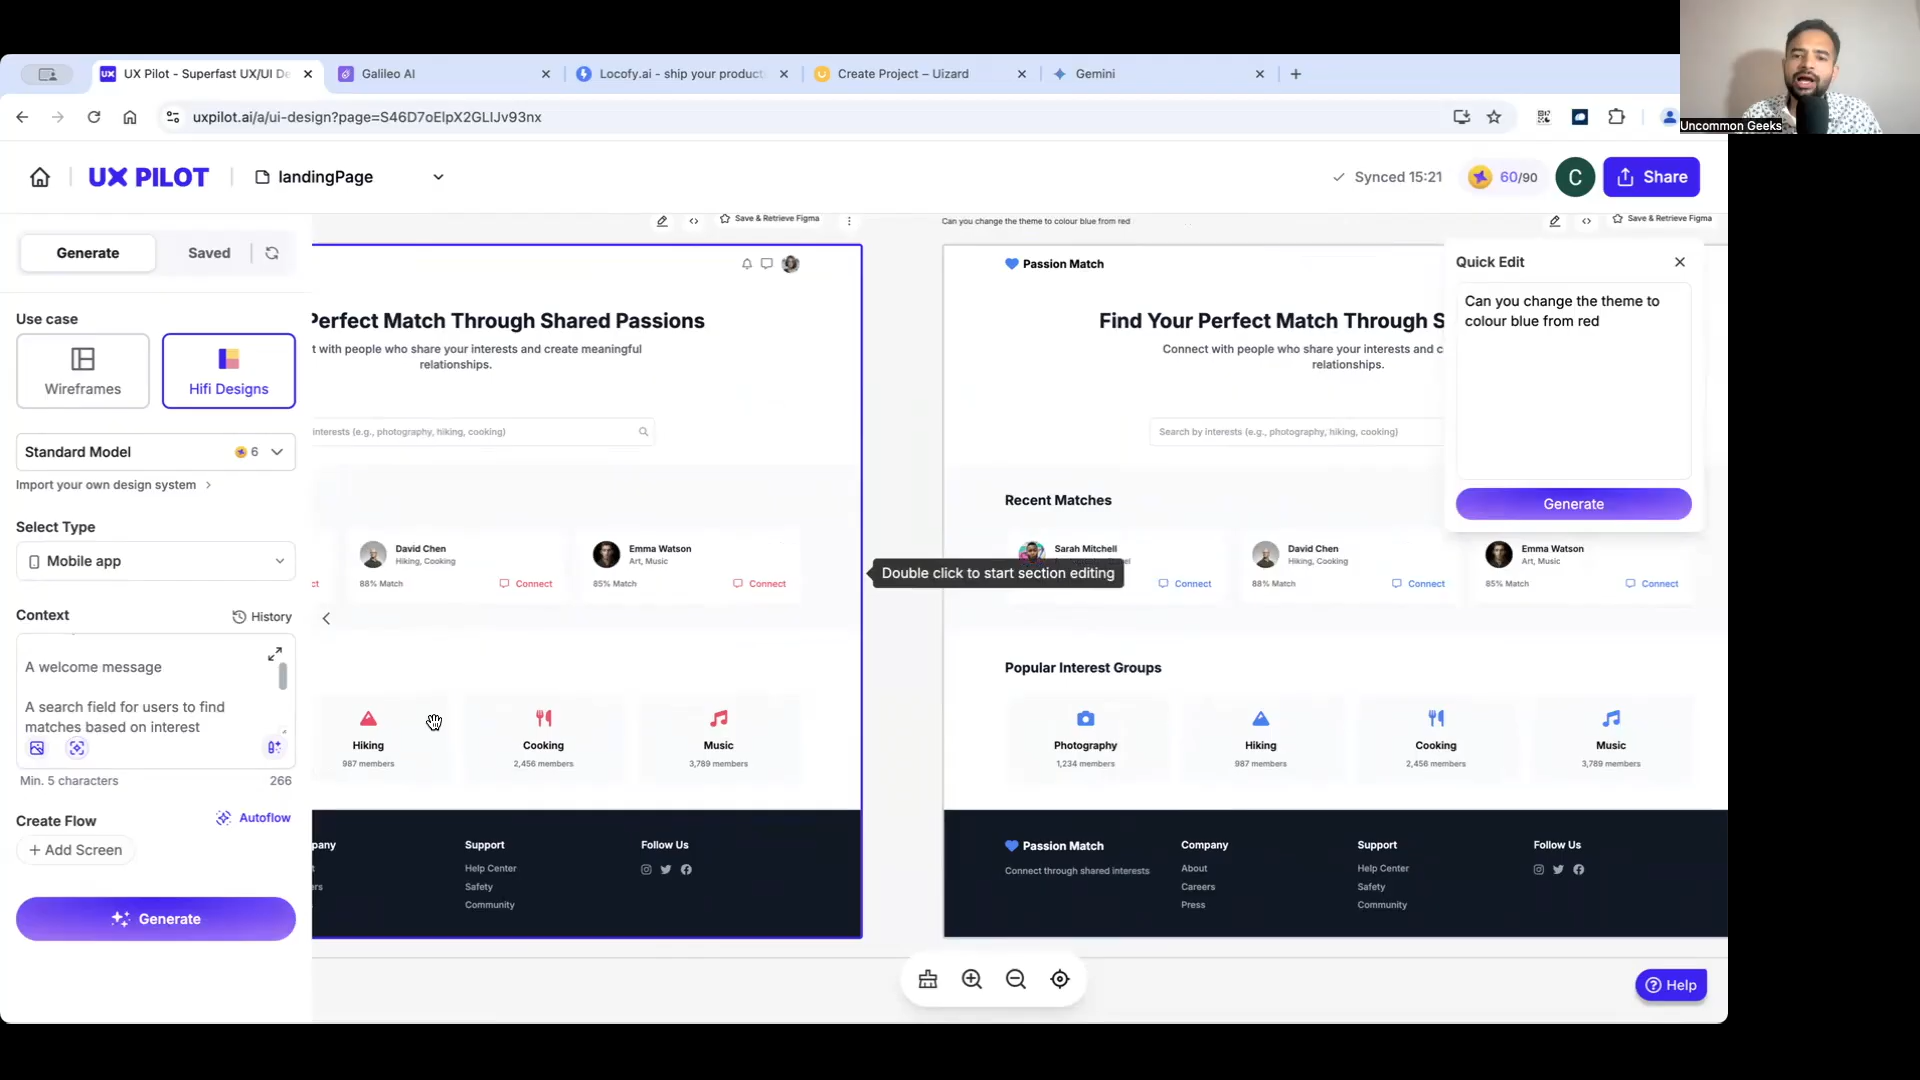 UX Pilot - Superfast UX/UI De
Galileo AI
Locofy.ai - ship your product
Create Project – Uizard
Gemini
uxpilot.ai/a/ui-design?page=S46D7oElpX2GLIJv93nx
Uncommon Geeks
UX PILOT
landingPage
Synced 15:21
60/90
C
Share
Generate
Saved
Use case
Wireframes
Hifi Designs
Standard Model
6
Import your own design system
Select Type
Mobile app
Context
History
A welcome message
A search field for users to find
matches based on interest
Min. 5 characters
266
Create Flow
Autoflow
+ Add Screen
Generate
Save & Retrieve Figma
Perfect Match Through Shared Passions
t with people who share your interests and create meaningful
relationships.
interests (e.g., photography, hiking, cooking)
ct
David Chen
Hiking, Cooking
88% Match
Connect
Emma Watson
Art, Music
85% Match
Connect
Hiking
987 members
Cooking
2,456 members
Music
3,789 members
pany
t
ers
Support
Help Center
Safety
Community
Follow Us
Double click to start section editing
Can you change the theme to colour blue from red
Save & Retrieve Figma
Passion Match
Find Your Perfect Match Through S
Connect with people who share your interests and c
relationships.
Search by interests (e.g., photography, hiking, cooking)
Recent Matches
Sarah Mitchell
Connect
David Chen
Hiking, Cooking
88% Match
Connect
Emma Watson
Art, Music
85% Match
Connect
Popular Interest Groups
Photography
1,234 members
Hiking
987 members
Cooking
2,456 members
Music
3,789 members
Passion Match
Connect through shared interests
Company
About
Careers
Press
Support
Help Center
Safety
Community
Follow Us
Quick Edit
Can you change the theme to
colour blue from red
Generate
Help